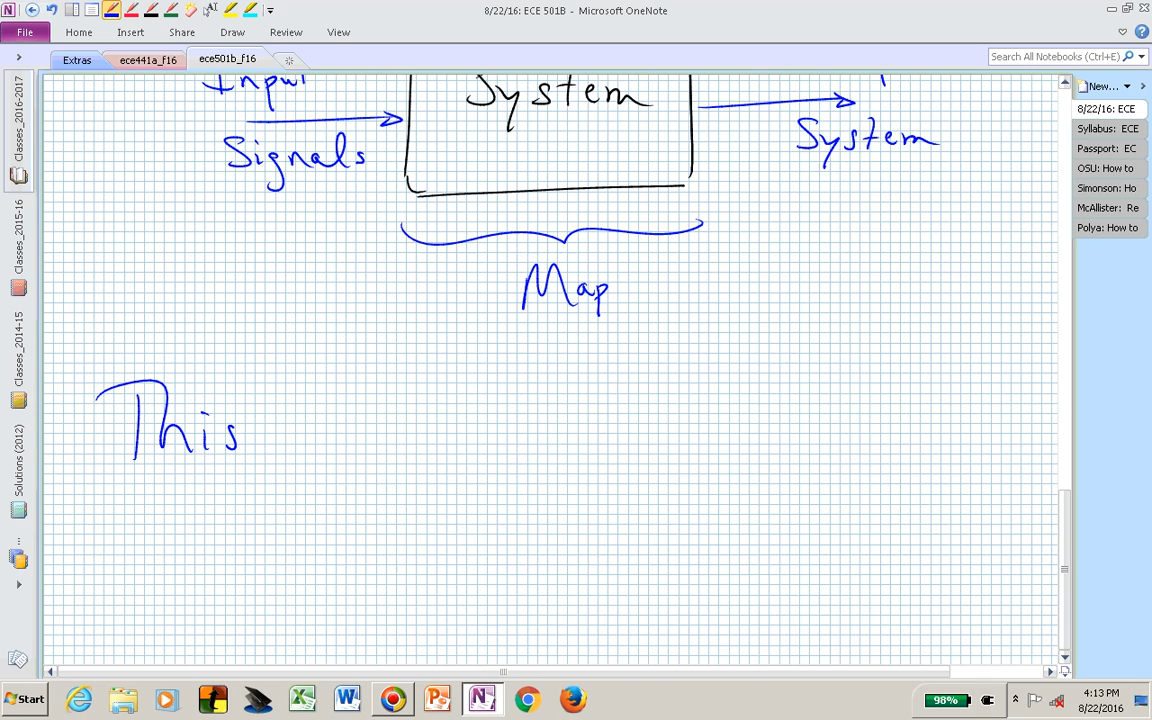 8/22/16: ECE 501B - Microsoft OneNote
File Home Insert Share Draw Review View
Extras ece441a_f16 ece501b_f16
Search All Notebooks (Ctrl+E)
Classes_2016-2017
Classes_2015-16
Classes_2014-15
Solutions (2012)
New...
8/22/16: ECE
Syllabus: ECE
Passport: EC
OSU: How to
Simonson: Ho
McAllister: Re
Polya: How to
Input
Signals
System
System
Map
This
Start
98%
4:13 PM
8/22/2016